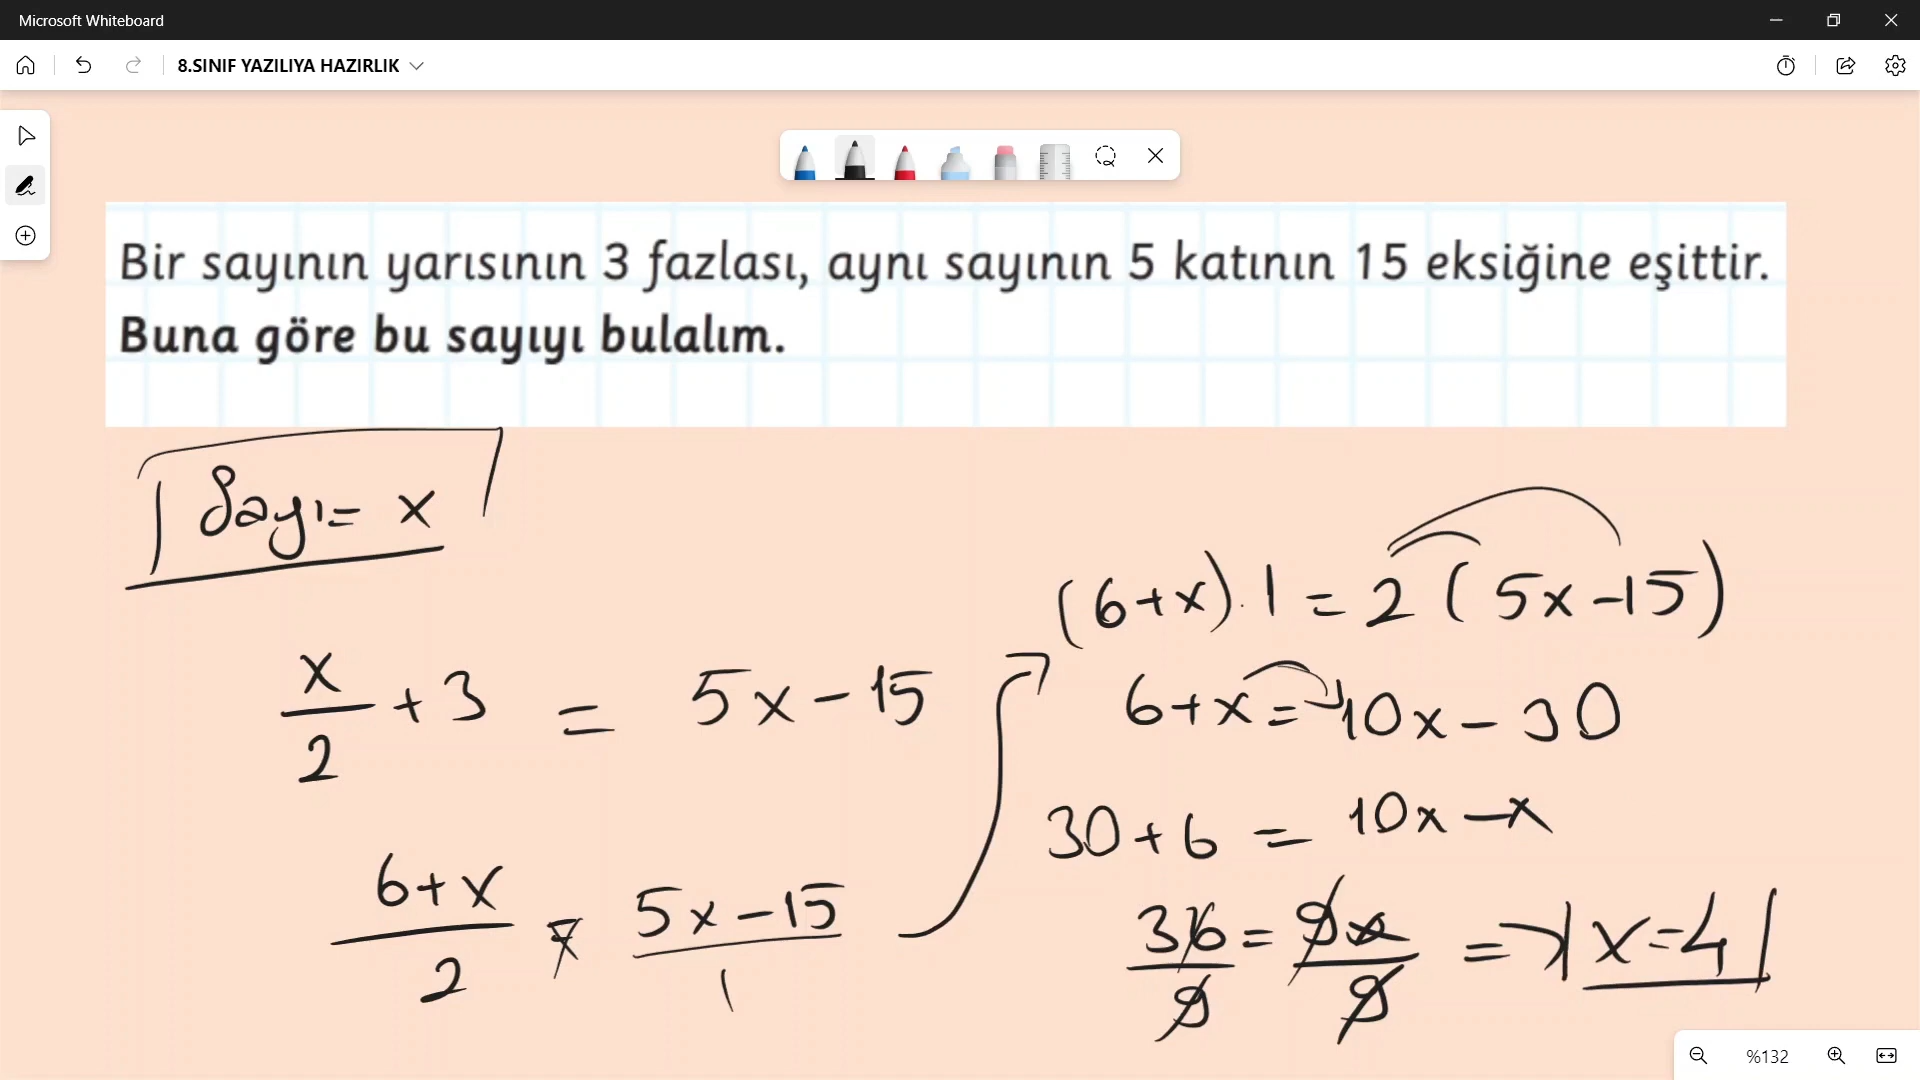 Microsoft Whiteboard
8.SINIF YAZILIYA HAZIRLIK
Bir sayının yarısının 3 fazlası, aynı sayının 5 katının 15 eksiğine eşittir.
Buna göre bu sayıyı bulalım.
Sayı= x
x/2 + 3 = 5x - 15
(6+x)/2 = (5x-15)/1
(6+x).1 = 2(5x-15)
6+x = 10x - 30
30+6 = 10x - x
36/9 = 9x/9 => x=4
%132